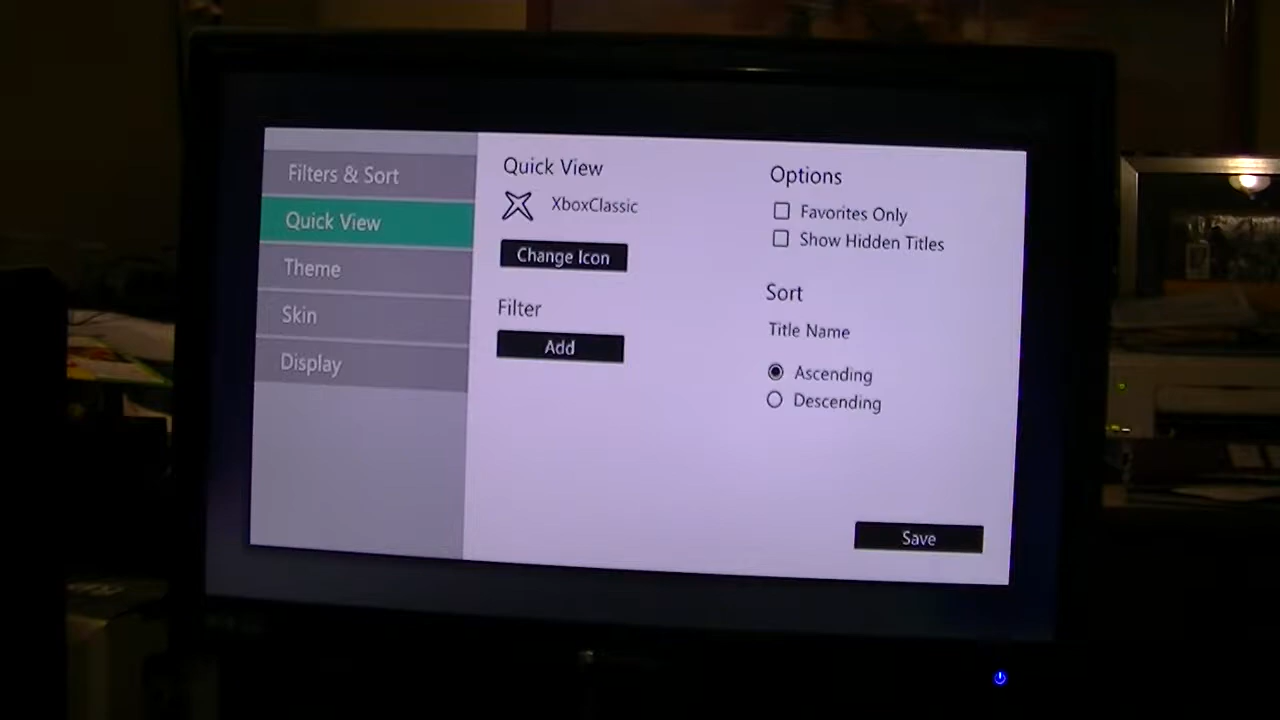 Filters & Sort
Quick View
Theme
Skin
Display
Quick View
XboxClassic
Change Icon
Filter
Add
Options
Favorites Only
Show Hidden Titles
Sort
Title Name
Ascending
Descending
Save